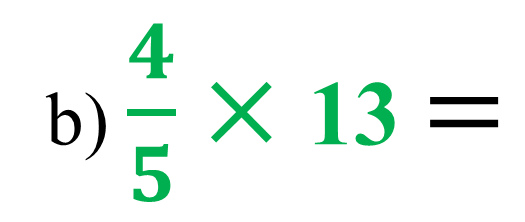 b) 4/5 × 13 =